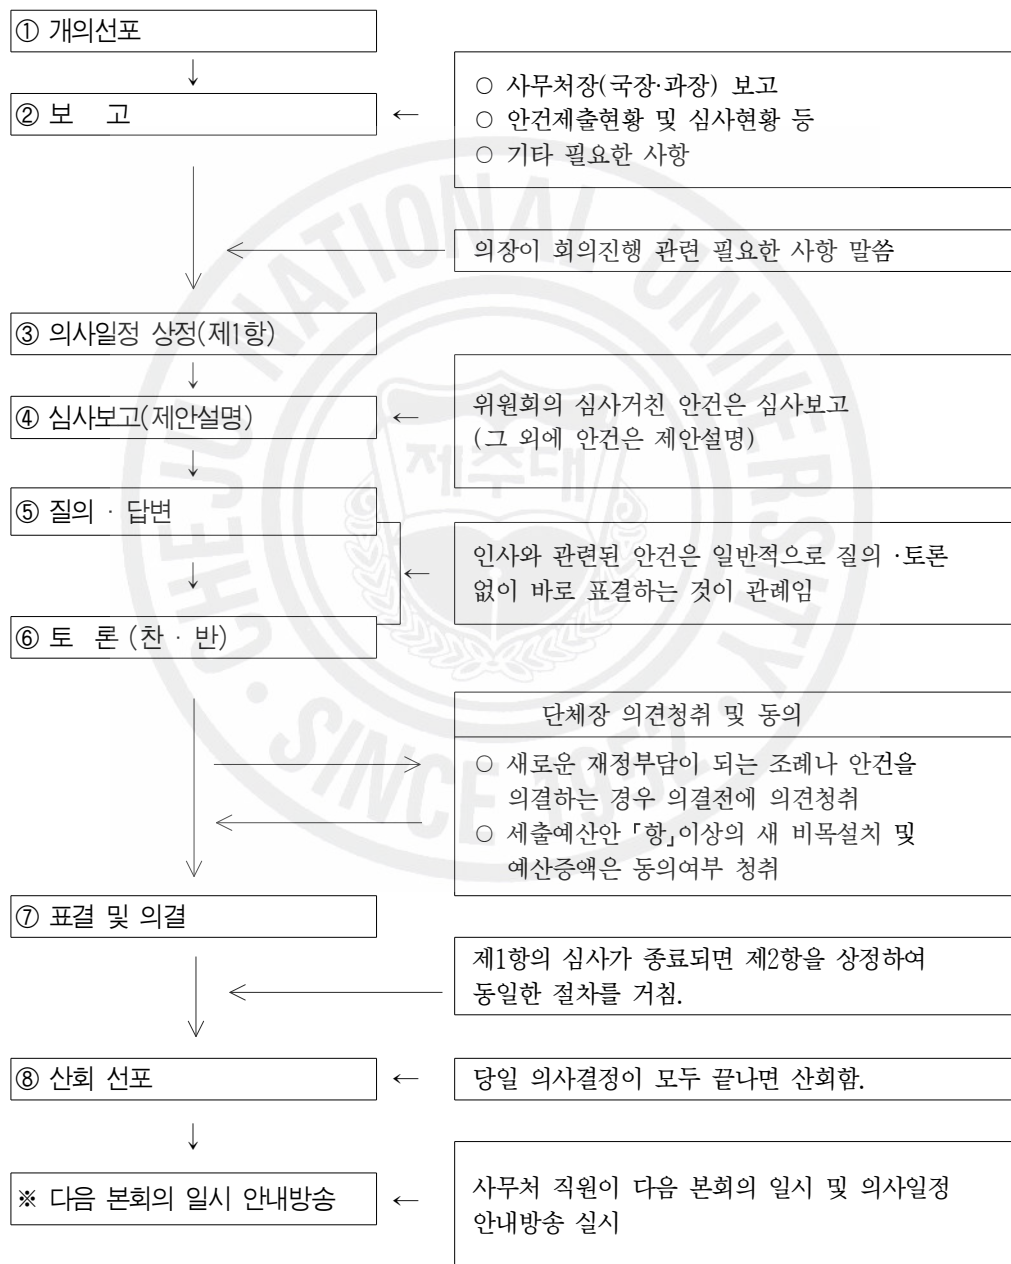 ① 개의선포
↓
② 보 고
←
○ 사무처장(국장·과장) 보고
○ 안건제출현황 및 심사현황 등
○ 기타 필요한 사항
의장이 회의진행 관련 필요한 사항 말씀
③ 의사일정 상정(제1항)
↓
④ 심사보고(제안설명)
←
위원회의 심사거친 안건은 심사보고
(그 외에 안건은 제안설명)
↓
⑤ 질의 · 답변
↓
←
인사와 관련된 안건은 일반적으로 질의 ·토론
없이 바로 표결하는 것이 관례임
⑥ 토 론 (찬 · 반)
단체장 의견청취 및 동의
○ 새로운 재정부담이 되는 조례나 안건을
의결하는 경우 의결전에 의견청취
○ 세출예산안 「항」이상의 새 비목설치 및
예산증액은 동의여부 청취
⑦ 표결 및 의결
제1항의 심사가 종료되면 제2항을 상정하여
동일한 절차를 거침.
⑧ 산회 선포
←
당일 의사결정이 모두 끝나면 산회함.
↓
※ 다음 본회의 일시 안내방송
←
사무처 직원이 다음 본회의 일시 및 의사일정
안내방송 실시
CHEJU NATIONAL UNIVERSITY
제주대
SINCE 1952